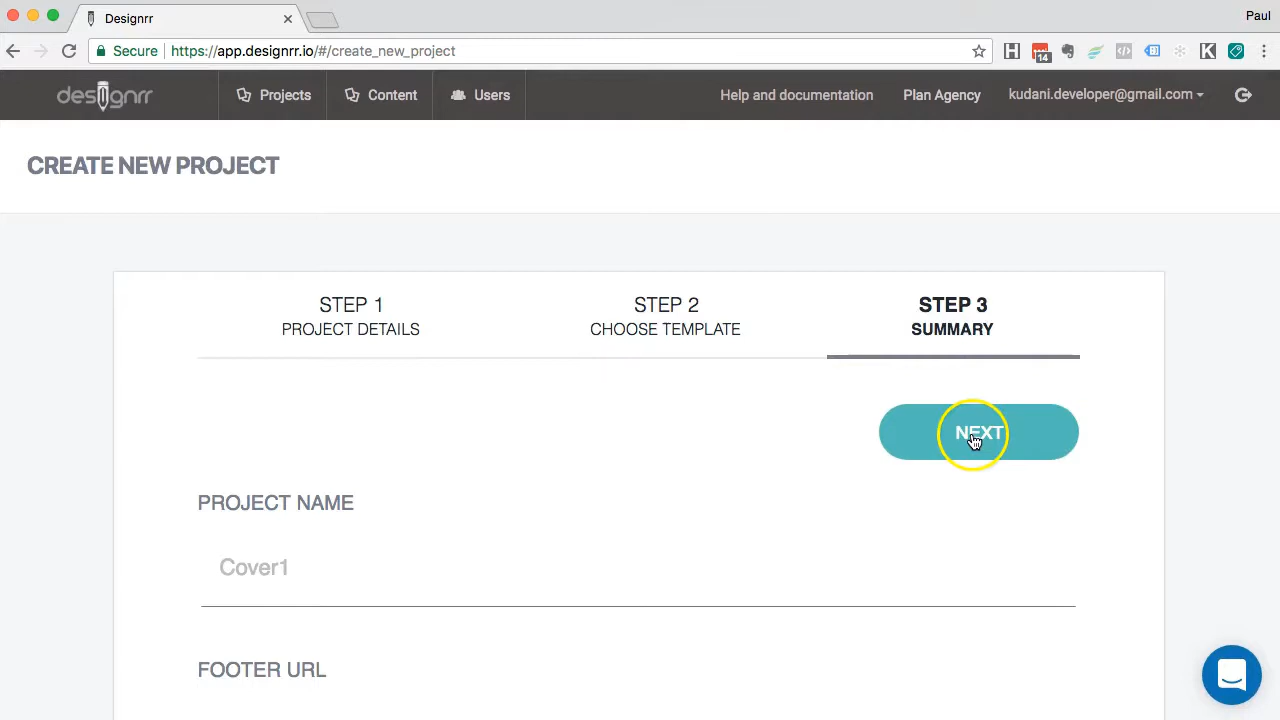 Designrr
Paul
Secure
https://app.designrr.io/#/create_new_project
14
designrr
Projects
Content
Users
Help and documentation
Plan Agency
kudani.developer@gmail.com
CREATE NEW PROJECT
STEP 1
PROJECT DETAILS
STEP 2
CHOOSE TEMPLATE
STEP 3
SUMMARY
NEXT
PROJECT NAME
Cover1
FOOTER URL